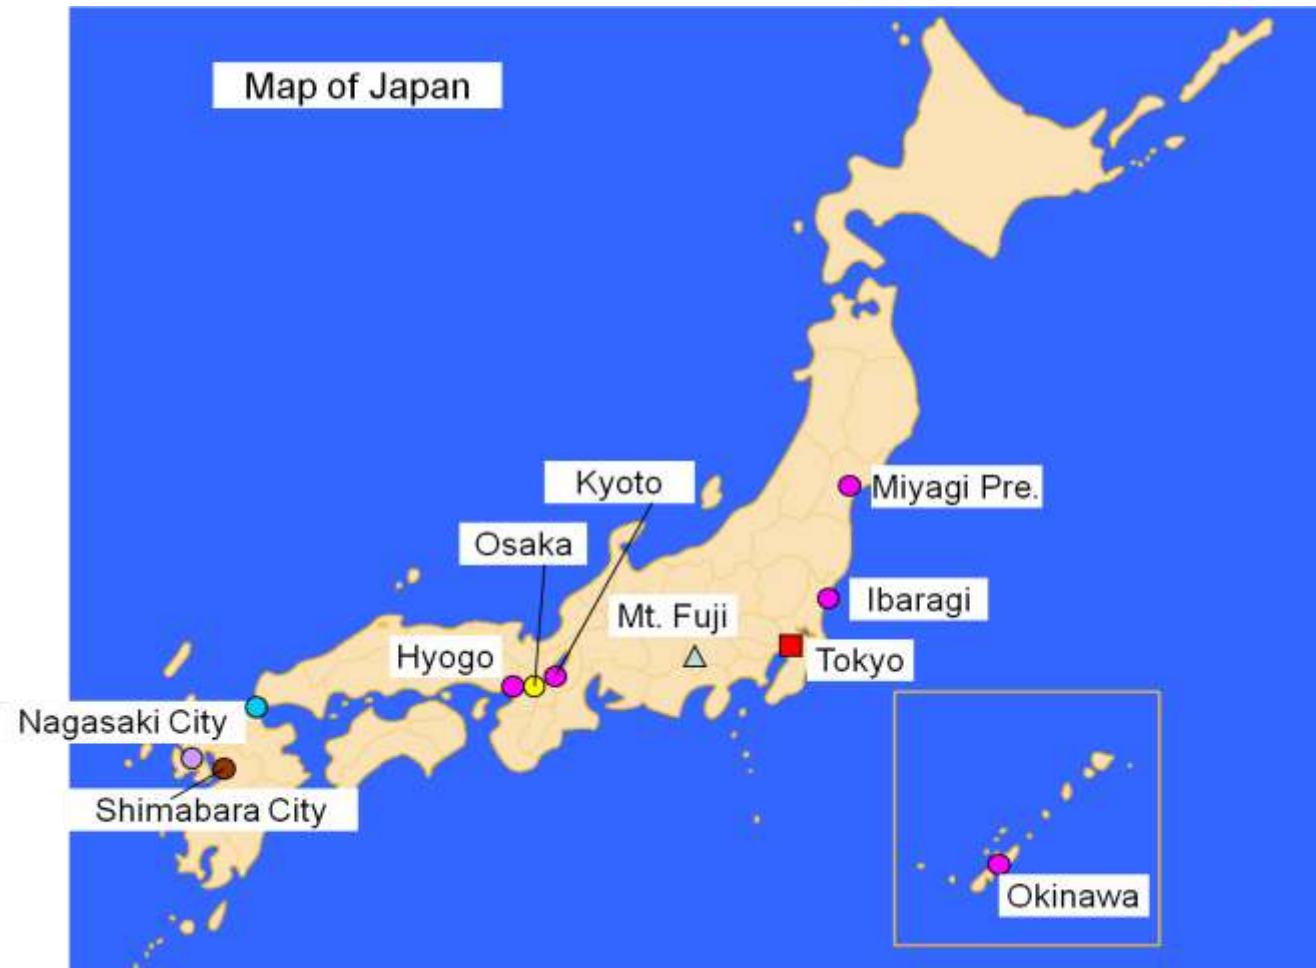 Map of Japan
Kyoto
Miyagi Pre.
Osaka
Ibaragi
Mt. Fuji
Hyogo
Tokyo
Nagasaki City
Shimabara City
Okinawa